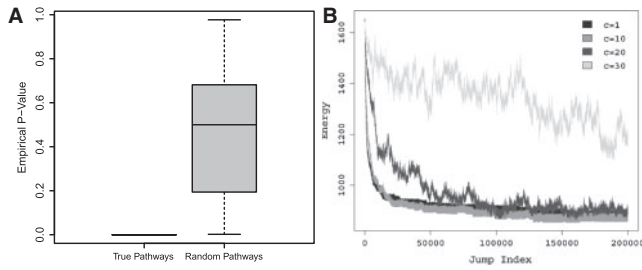 A
Empirical P-Value
1.0
0.8
0.6
0.4
0.2
0.0
True Pathways
Random Pathways
B
Energy
1600
1400
1200
1000
c=1
c=10
c=20
c=30
0
50000
100000
150000
200000
Jump Index